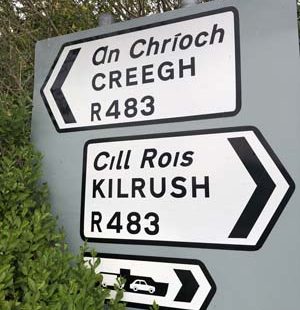 An Chríoch
CREEGH
R483
Cill Rois
KILRUSH
R483